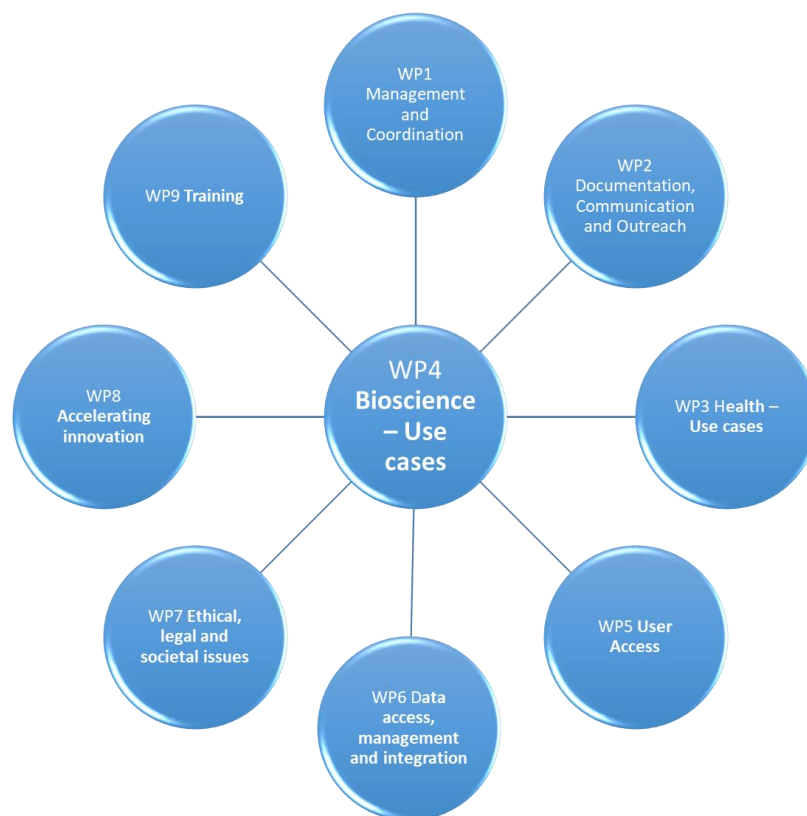 WP1
Management
and
Coordination
WP2
Documentation,
Communication
and Outreach
WP9 Training
WP4
Bioscience
– Use
cases
WP3 Health –
Use cases
WP8
Accelerating
innovation
WP7 Ethical,
legal and
societal issues
WP5 User
Access
WP6 Data
access,
management
and integration